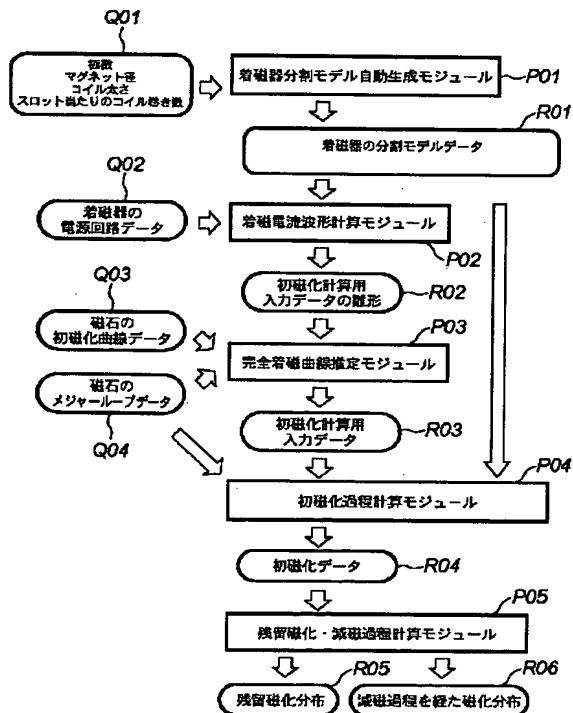 Q01
極数
マグネット径
コイル太さ
スロット当たりのコイル巻き数
着磁器分割モデル自動生成モジュール
P01
R01
着磁器の分割モデルデータ
Q02
着磁器の
電源回路データ
着磁電流波形計算モジュール
P02
初磁化計算用
入力データの雛形
R02
Q03
磁石の
初磁化曲線データ
P03
完全着磁曲線推定モジュール
磁石の
メジャーループデータ
Q04
初磁化計算用
入力データ
R03
P04
初磁化過程計算モジュール
初磁化データ
R04
P05
残留磁化・減磁過程計算モジュール
R05
R06
残留磁化分布
減磁過程を経た磁化分布